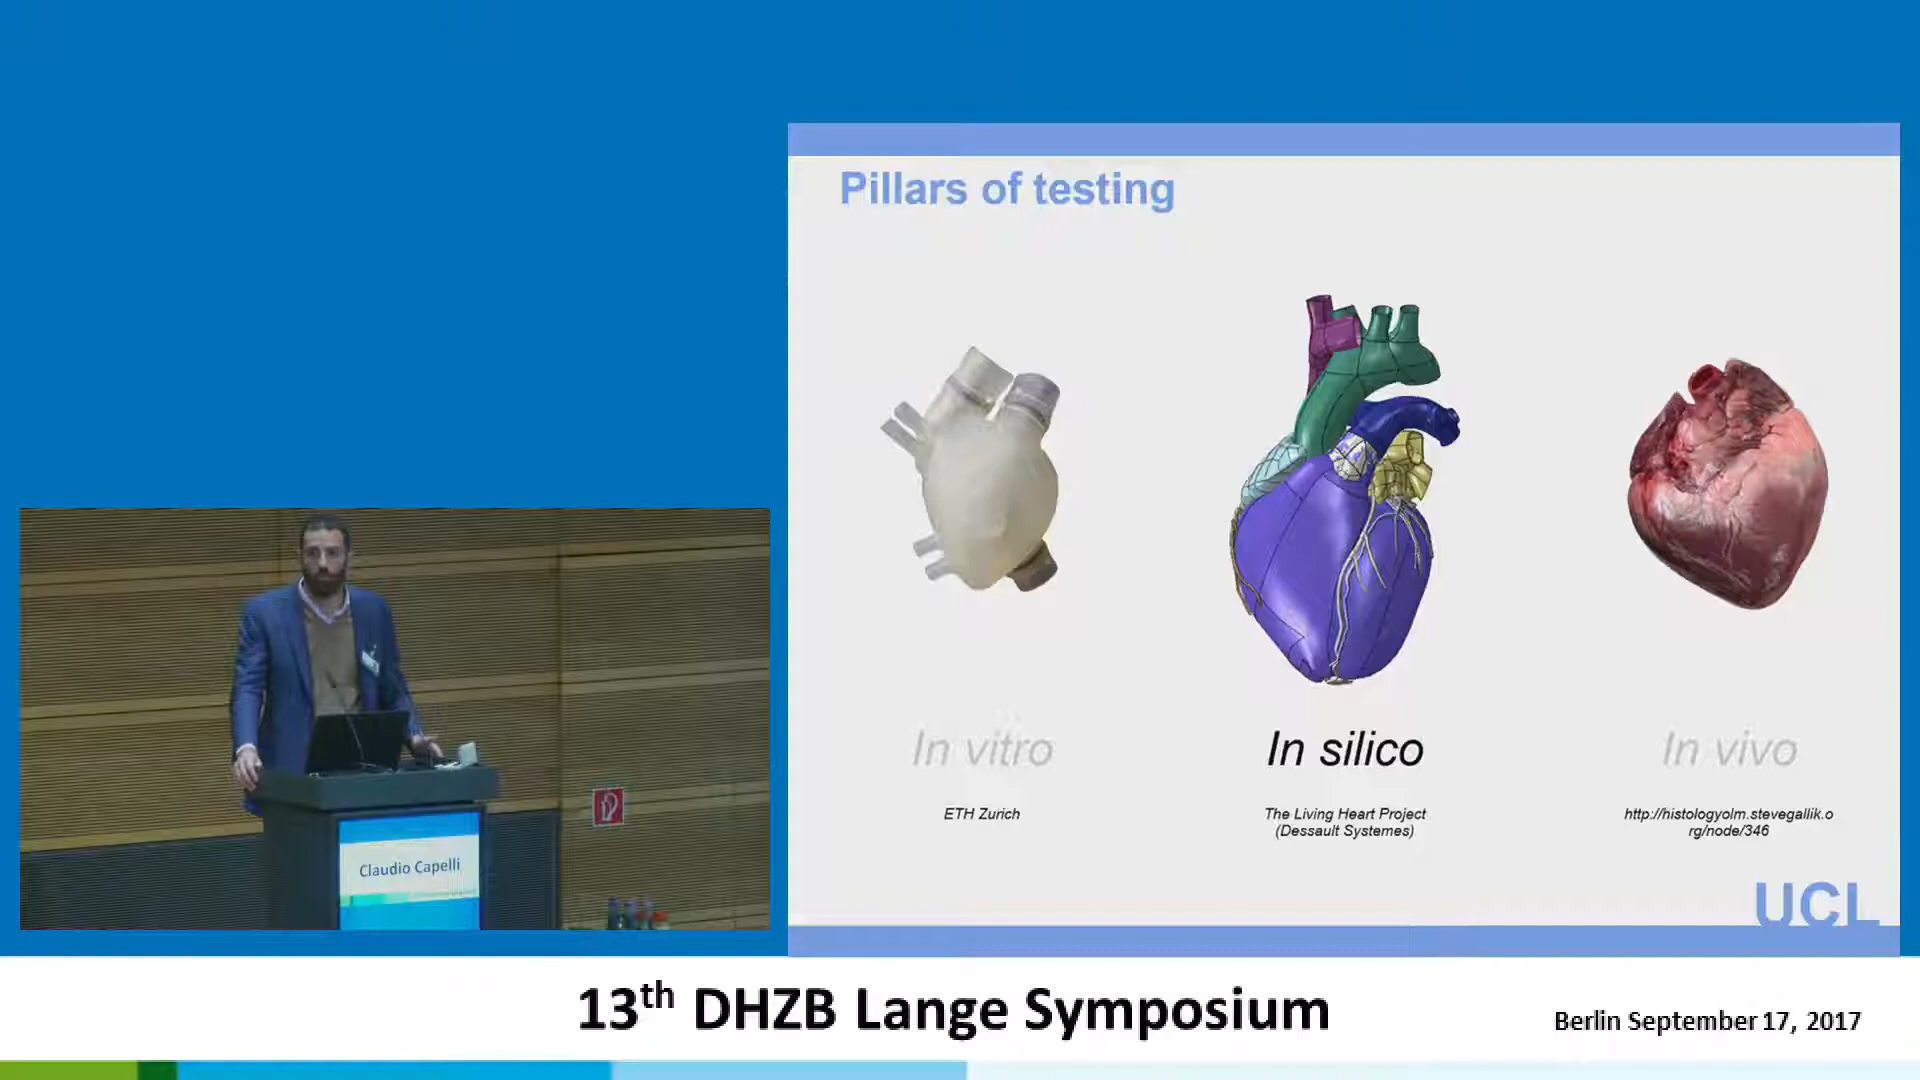 Pillars of testing
In vitro
In silico
In vivo
ETH Zurich
The Living Heart Project
(Dessault Systemes)
http://histologyolm.stevegallik.o
rg/node/346
UCL
Claudio Capelli
13th DHZB Lange Symposium
Berlin September 17, 2017